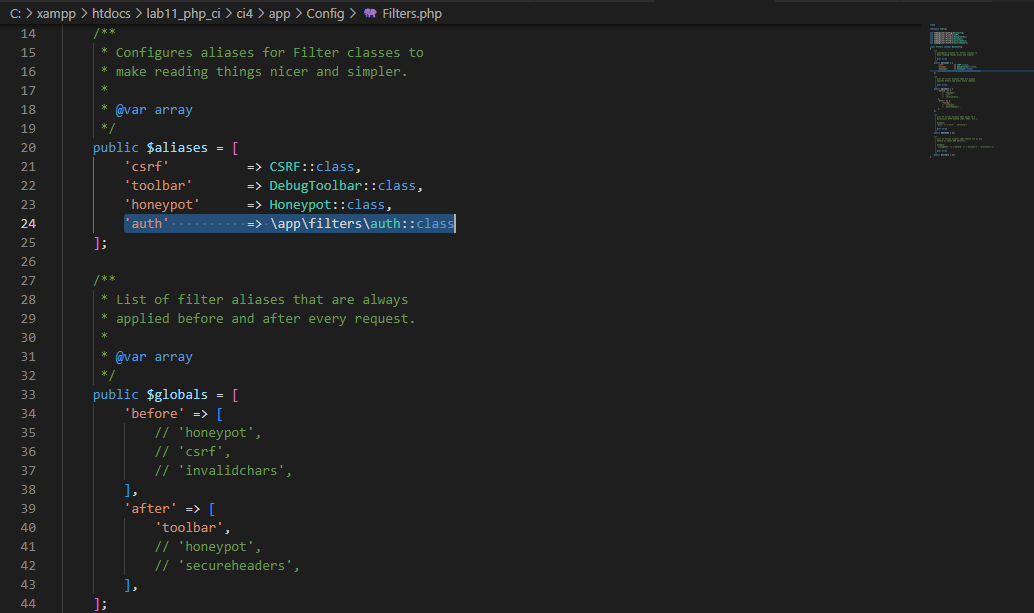 C: > xampp > htdocs > lab11_php_ci > ci4 > app > Config > Filters.php
14 /**
15 * Configures aliases for Filter classes to
16 * make reading things nicer and simpler.
17 *
18 * @var array
19 */
20 public $aliases = [
21 'csrf' => CSRF::class,
22 'toolbar' => DebugToolbar::class,
23 'honeypot' => Honeypot::class,
24 'auth' => \app\filters\auth::class
25 ];
26
27 /**
28 * List of filter aliases that are always
29 * applied before and after every request.
30 *
31 * @var array
32 */
33 public $globals = [
34 'before' => [
35 // 'honeypot',
36 // 'csrf',
37 // 'invalidchars',
38 ],
39 'after' => [
40 'toolbar',
41 // 'honeypot',
42 // 'secureheaders',
43 ],
44 ];